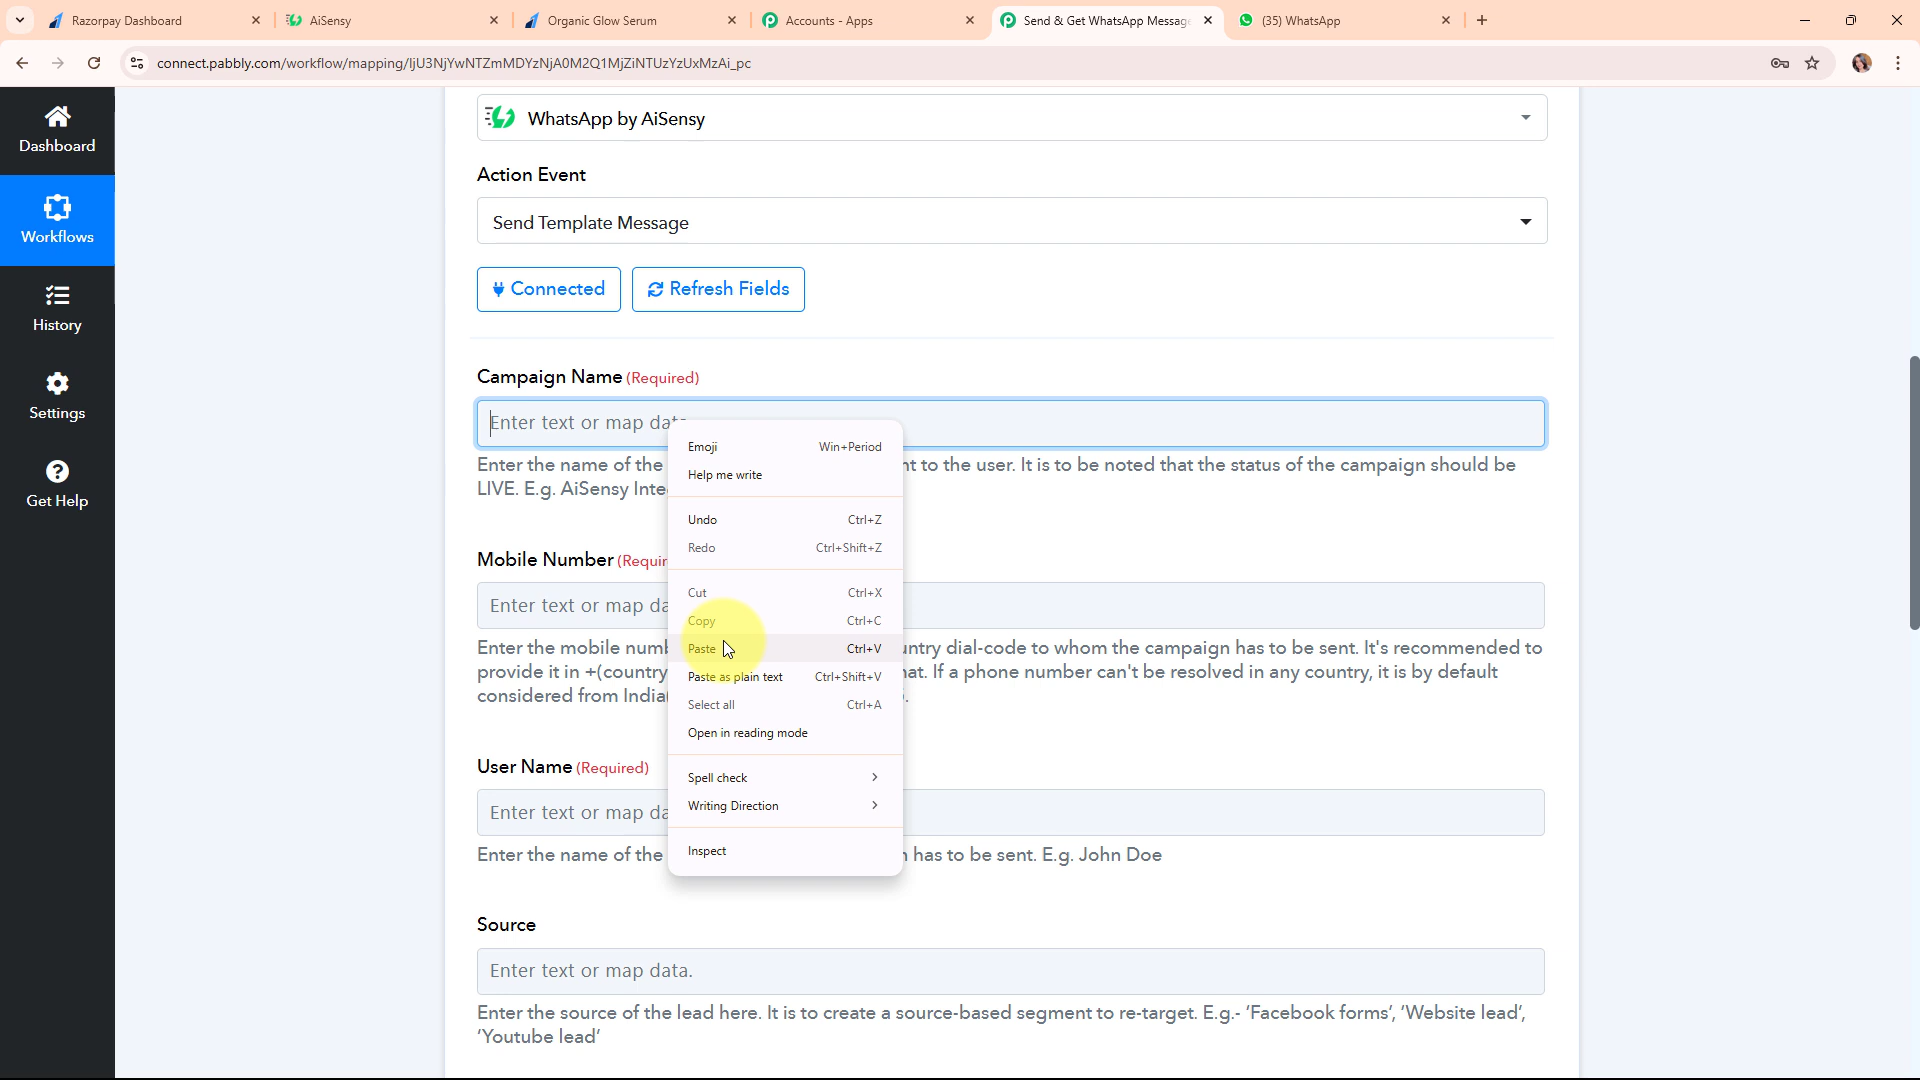 Razorpay Dashboard
AiSensy
Organic Glow Serum
Accounts - Apps
Send & Get WhatsApp Message
(35) WhatsApp
connect.pabbly.com/workflow/mapping/IjU3NjYwNTZmMDYzNjA0M2Q1MjZiNTUzYzUxMzAi_pc
Dashboard
Workflows
History
Settings
Get Help
WhatsApp by AiSensy
Action Event
Send Template Message
Connected
Refresh Fields
Campaign Name (Required)
Enter text or map data.
Enter the name of the
nt to the user. It is to be noted that the status of the campaign should be
LIVE. E.g. AiSensy Inte
Mobile Number (Requir
Enter text or map da
Enter the mobile numb
untry dial-code to whom the campaign has to be sent. It's recommended to
provide it in +(country
nat. If a phone number can't be resolved in any country, it is by default
considered from India(
User Name (Required)
Enter text or map da
Enter the name of the
n has to be sent. E.g. John Doe
Source
Enter text or map data.
Enter the source of the lead here. It is to create a source-based segment to re-target. E.g.- ‘Facebook forms’, ‘Website lead’,
‘Youtube lead’
Emoji Win+Period
Help me write
Undo Ctrl+Z
Redo Ctrl+Shift+Z
Cut Ctrl+X
Copy Ctrl+C
Paste Ctrl+V
Paste as plain text Ctrl+Shift+V
Select all Ctrl+A
Open in reading mode
Spell check
Writing Direction
Inspect